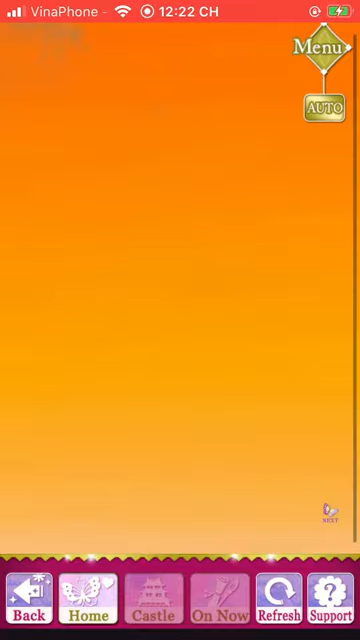 VinaPhone 12:22 CH
Menu
AUTO
NEXT
Back Home Castle On Now Refresh Support